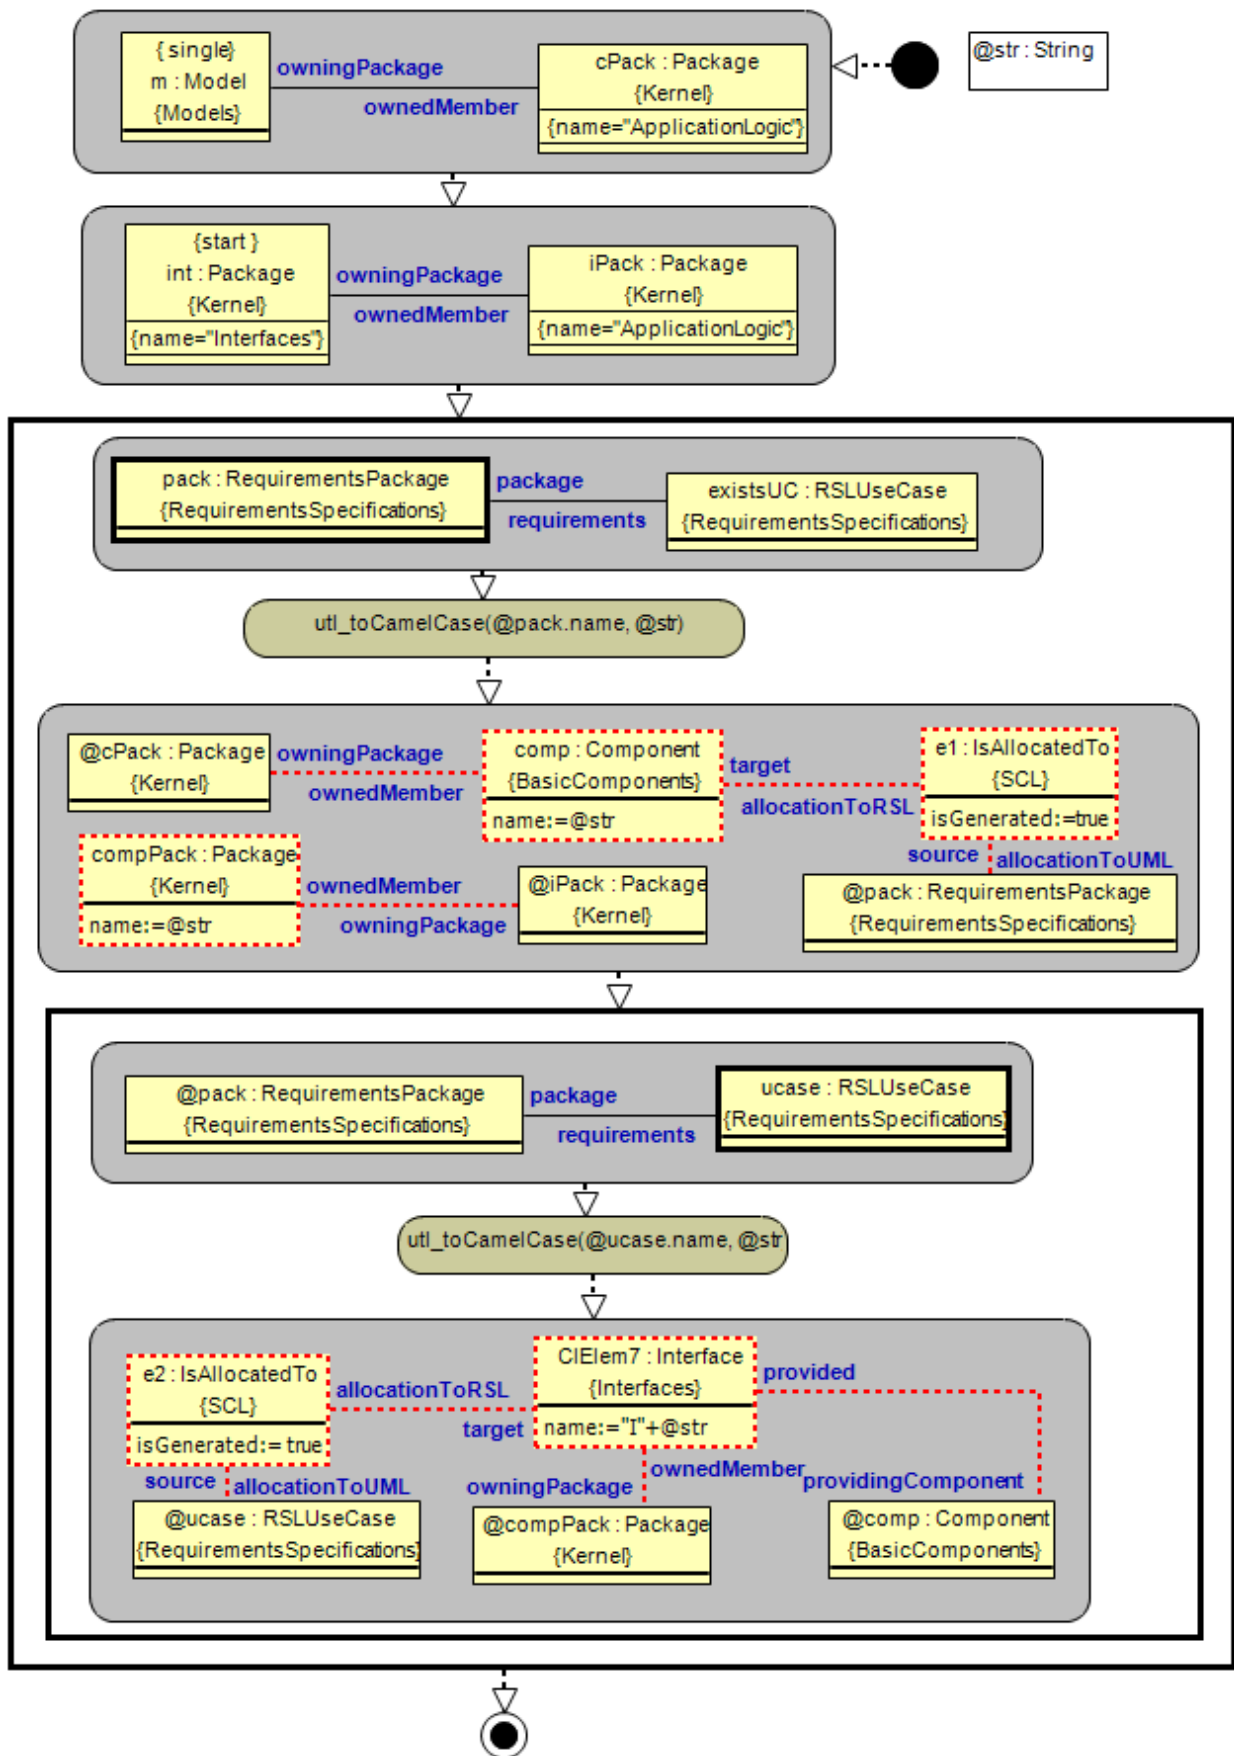 {single}
m : Model
{Models}
owningPackage
ownedMember
cPack : Package
{Kernel}
{name="ApplicationLogic"}
@str : String
{start }
int : Package
{Kernel}
{name="Interfaces"}
owningPackage
ownedMember
iPack : Package
{Kernel}
{name="ApplicationLogic"}
pack : RequirementsPackage
{RequirementsSpecifications}
package
requirements
existsUC : RSLUseCase
{RequirementsSpecifications}
utl_toCamelCase(@pack.name, @str)
@cPack : Package
{Kernel}
owningPackage
ownedMember
comp : Component
{BasicComponents}
name:=@str
target
allocationToRSL
e1 : IsAllocatedTo
{SCL}
isGenerated:=true
source
allocationToUML
compPack : Package
{Kernel}
name:=@str
ownedMember
owningPackage
@iPack : Package
{Kernel}
@pack : RequirementsPackage
{RequirementsSpecifications}
@pack : RequirementsPackage
{RequirementsSpecifications}
package
requirements
ucase : RSLUseCase
{RequirementsSpecifications}
utl_toCamelCase(@ucase.name, @str
e2 : IsAllocatedTo
{SCL}
isGenerated:= true
allocationToRSL
target
ClElem7 : Interface
{Interfaces}
name:="I"+@str
provided
source
allocationToUML
owningPackage
ownedMember
providingComponent
@ucase : RSLUseCase
{RequirementsSpecifications}
@compPack : Package
{Kernel}
@comp : Component
{BasicComponents}